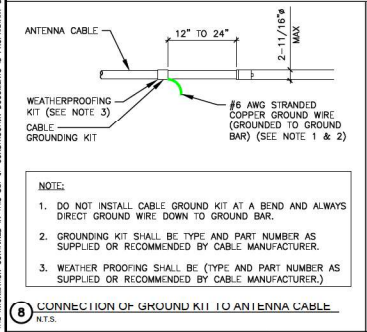 ANTENNA CABLE
12" TO 24"
2-11/16"ø
MAX
WEATHERPROOFING
KIT (SEE NOTE 3)
CABLE
GROUNDING KIT
#6 AWG STRANDED
COPPER GROUND WIRE
(GROUNDED TO GROUND
BAR) (SEE NOTE 1 & 2)
NOTE:
1. DO NOT INSTALL CABLE GROUND KIT AT A BEND AND ALWAYS
DIRECT GROUND WIRE DOWN TO GROUND BAR.
2. GROUNDING KIT SHALL BE TYPE AND PART NUMBER AS
SUPPLIED OR RECOMMENDED BY CABLE MANUFACTURER.
3. WEATHER PROOFING SHALL BE (TYPE AND PART NUMBER AS
SUPPLIED OR RECOMMENDED BY CABLE MANUFACTURER.)
8 CONNECTION OF GROUND KIT TO ANTENNA CABLE
N.T.S.